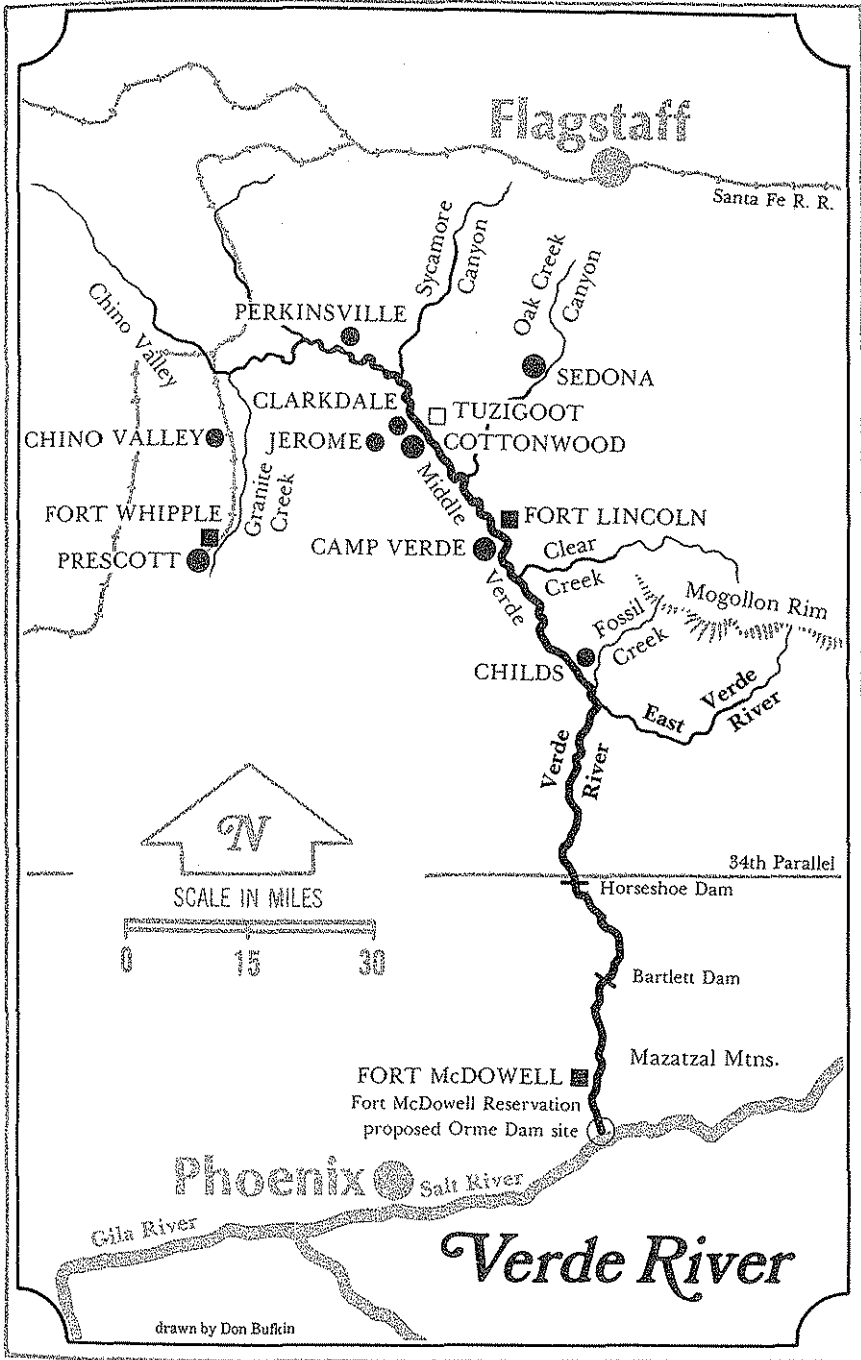 Flagstaff
Santa Fe R. R.
Sycamore
Canyon
Oak Creek
Canyon
Chino Valley
PERKINSVILLE
SEDONA
CLARKDALE
TUZIGOOT
CHINO VALLEY
JEROME
COTTONWOOD
Granite
Creek
Middle
Verde
FORT WHIPPLE
FORT LINCOLN
PRESCOTT
CAMP VERDE
Clear
Creek
Mogollon Rim
Fossil
Creek
CHILDS
East Verde
River
Verde
River
N
34th Parallel
SCALE IN MILES
0 15 30
Horseshoe Dam
Bartlett Dam
Mazatzal Mtns.
FORT McDOWELL
Fort McDowell Reservation
proposed Orme Dam site
Phoenix
Salt River
Gila River
Verde River
drawn by Don Bufkin